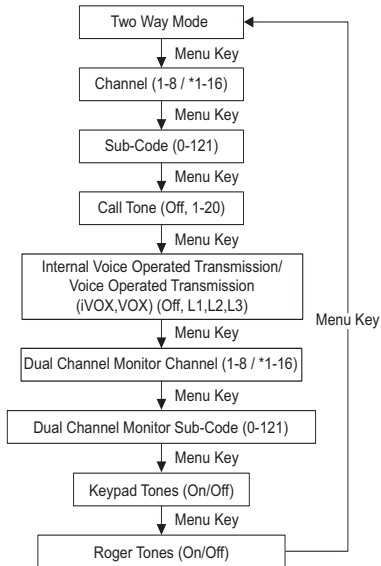 Two Way Mode
Menu Key
Channel (1-8 / *1-16)
Menu Key
Sub-Code (0-121)
Menu Key
Call Tone (Off, 1-20)
Menu Key
Internal Voice Operated Transmission/
Voice Operated Transmission
(iVOX,VOX) (Off, L1,L2,L3)
Menu Key
Menu Key
Dual Channel Monitor Channel (1-8 / *1-16)
Menu Key
Dual Channel Monitor Sub-Code (0-121)
Menu Key
Keypad Tones (On/Off)
Menu Key
Roger Tones (On/Off)